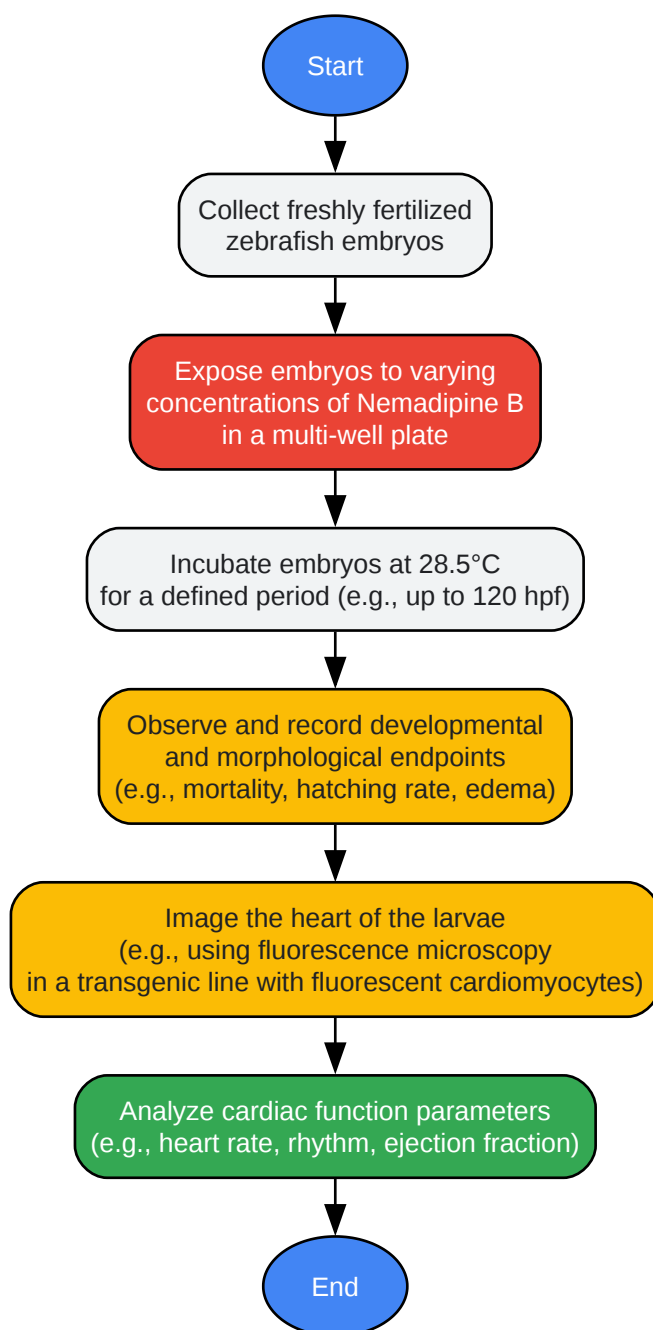 Start
Collect freshly fertilized
zebrafish embryos
Expose embryos to varying
concentrations of Nemadipine B
in a multi-well plate
Incubate embryos at 28.5°C
for a defined period (e.g., up to 120 hpf)
Observe and record developmental
and morphological endpoints
(e.g., mortality, hatching rate, edema)
Image the heart of the larvae
(e.g., using fluorescence microscopy
in a transgenic line with fluorescent cardiomyocytes)
Analyze cardiac function parameters
(e.g., heart rate, rhythm, ejection fraction)
End